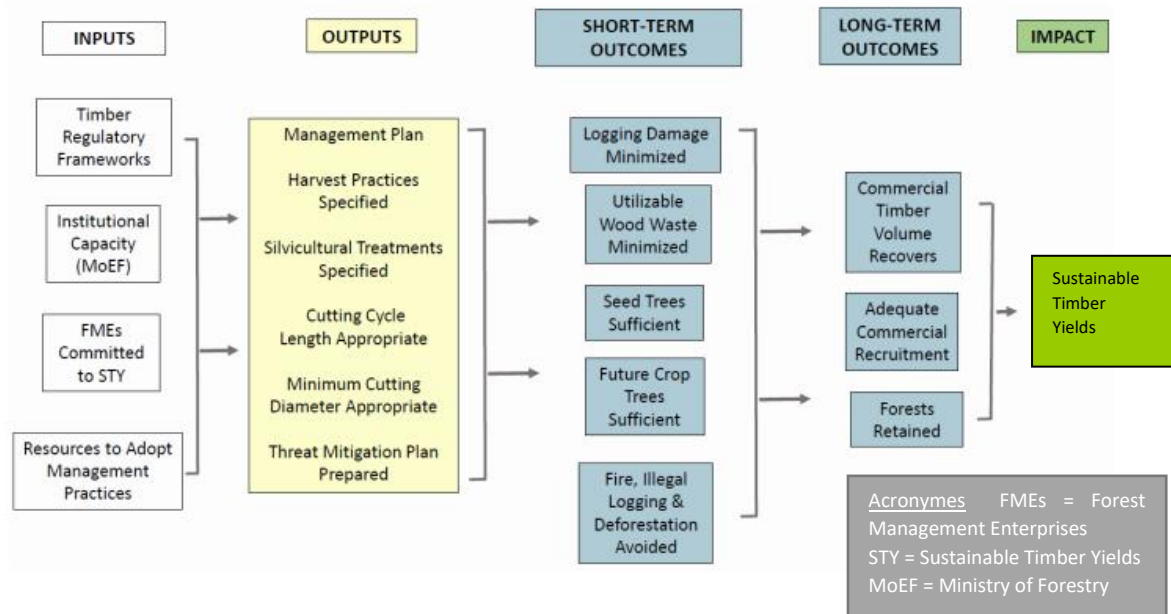 INPUTS
OUTPUTS
SHORT-TERM
OUTCOMES
LONG-TERM
OUTCOMES
IMPACT
Timber
Regulatory
Frameworks
Institutional
Capacity
(MoEF)
FMEs
Committed
to STY
Resources to Adopt
Management
Practices
Management Plan
Harvest Practices
Specified
Silvicultural Treatments
Specified
Cutting Cycle
Length Appropriate
Minimum Cutting
Diameter Appropriate
Threat Mitigation Plan
Prepared
Logging Damage
Minimized
Utilizable
Wood Waste
Minimized
Seed Trees
Sufficient
Future Crop
Trees
Sufficient
Fire, Illegal
Logging &
Deforestation
Avoided
Commercial
Timber
Volume
Recovers
Adequate
Commercial
Recruitment
Forests
Retained
Sustainable
Timber
Yields
Acronymes FMEs = Forest
Management Enterprises
STY = Sustainable Timber Yields
MoEF = Ministry of Forestry